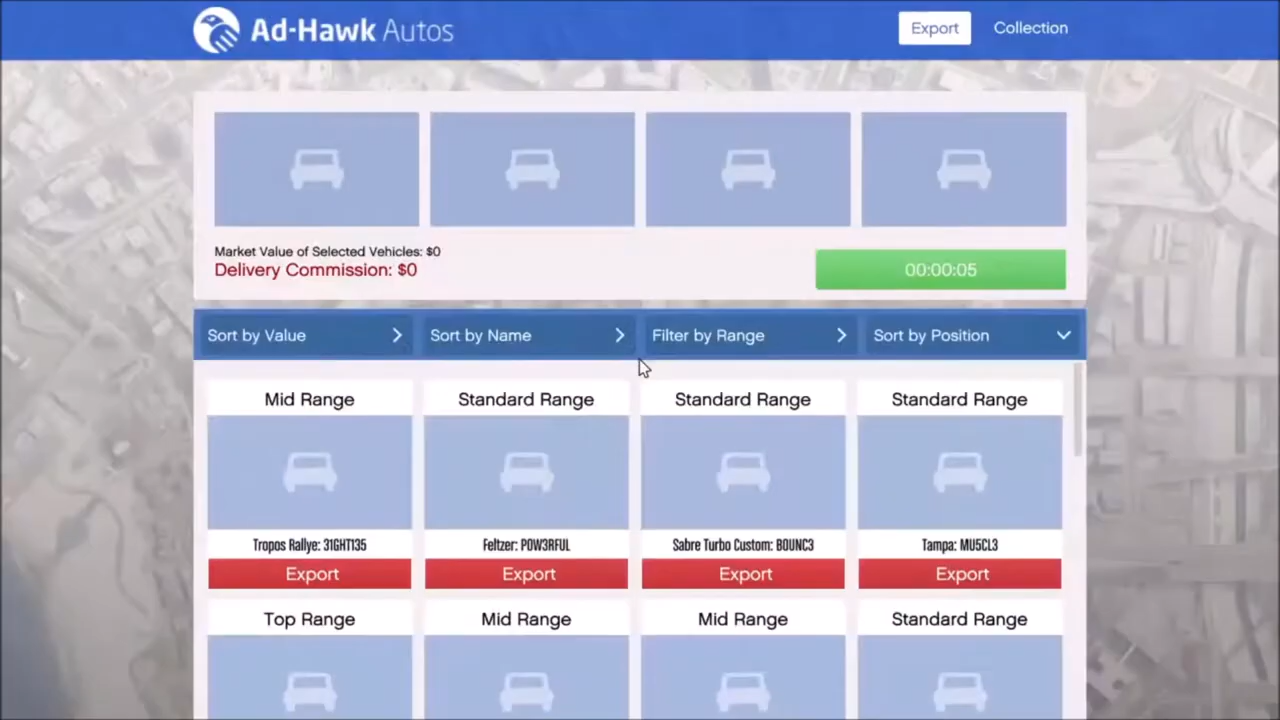 Ad-Hawk Autos
Export
Collection
Market Value of Selected Vehicles: $0
Delivery Commission: $0
00:00:05
Sort by Value
Sort by Name
Filter by Range
Sort by Position
Mid Range
Standard Range
Standard Range
Standard Range
Tropos Rallye: 31GHT135
Feltzer: P0W3RFUL
Sabre Turbo Custom: B0UNC3
Tampa: MU5CL3
Export
Export
Export
Export
Top Range
Mid Range
Mid Range
Standard Range